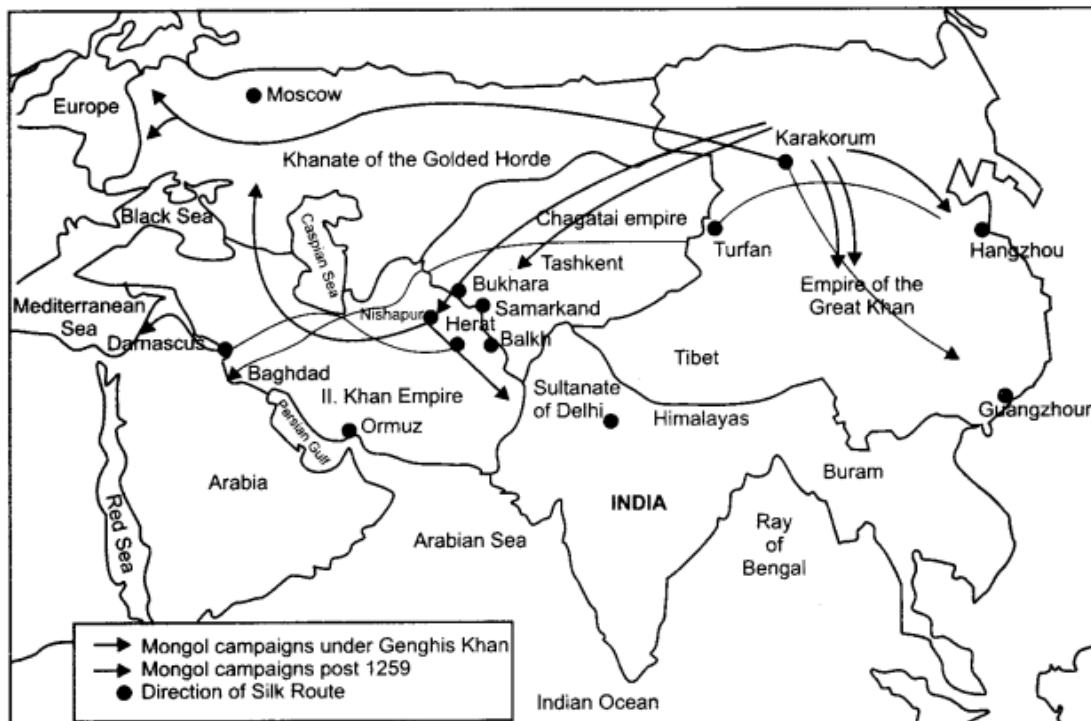 Europe
Moscow
Karakorum
Khanate of the Golded Horde
Black Sea
Caspian Sea
Chagatai empire
Turfan
Hangzhou
Tashkent
Bukhara
Empire of the
Great Khan
Mediterranean
Sea
Nishapur
Samarkand
Herat
Damascus
Balkh
Tibet
Baghdad
II. Khan Empire
Sultanate
of Delhi
Himalayas
Guangzhour
Persian Gulf
Ormuz
Buram
Arabia
INDIA
Red Sea
Arabian Sea
Ray
of
Bengal
Mongol campaigns under Genghis Khan
Mongol campaigns post 1259
Direction of Silk Route
Indian Ocean